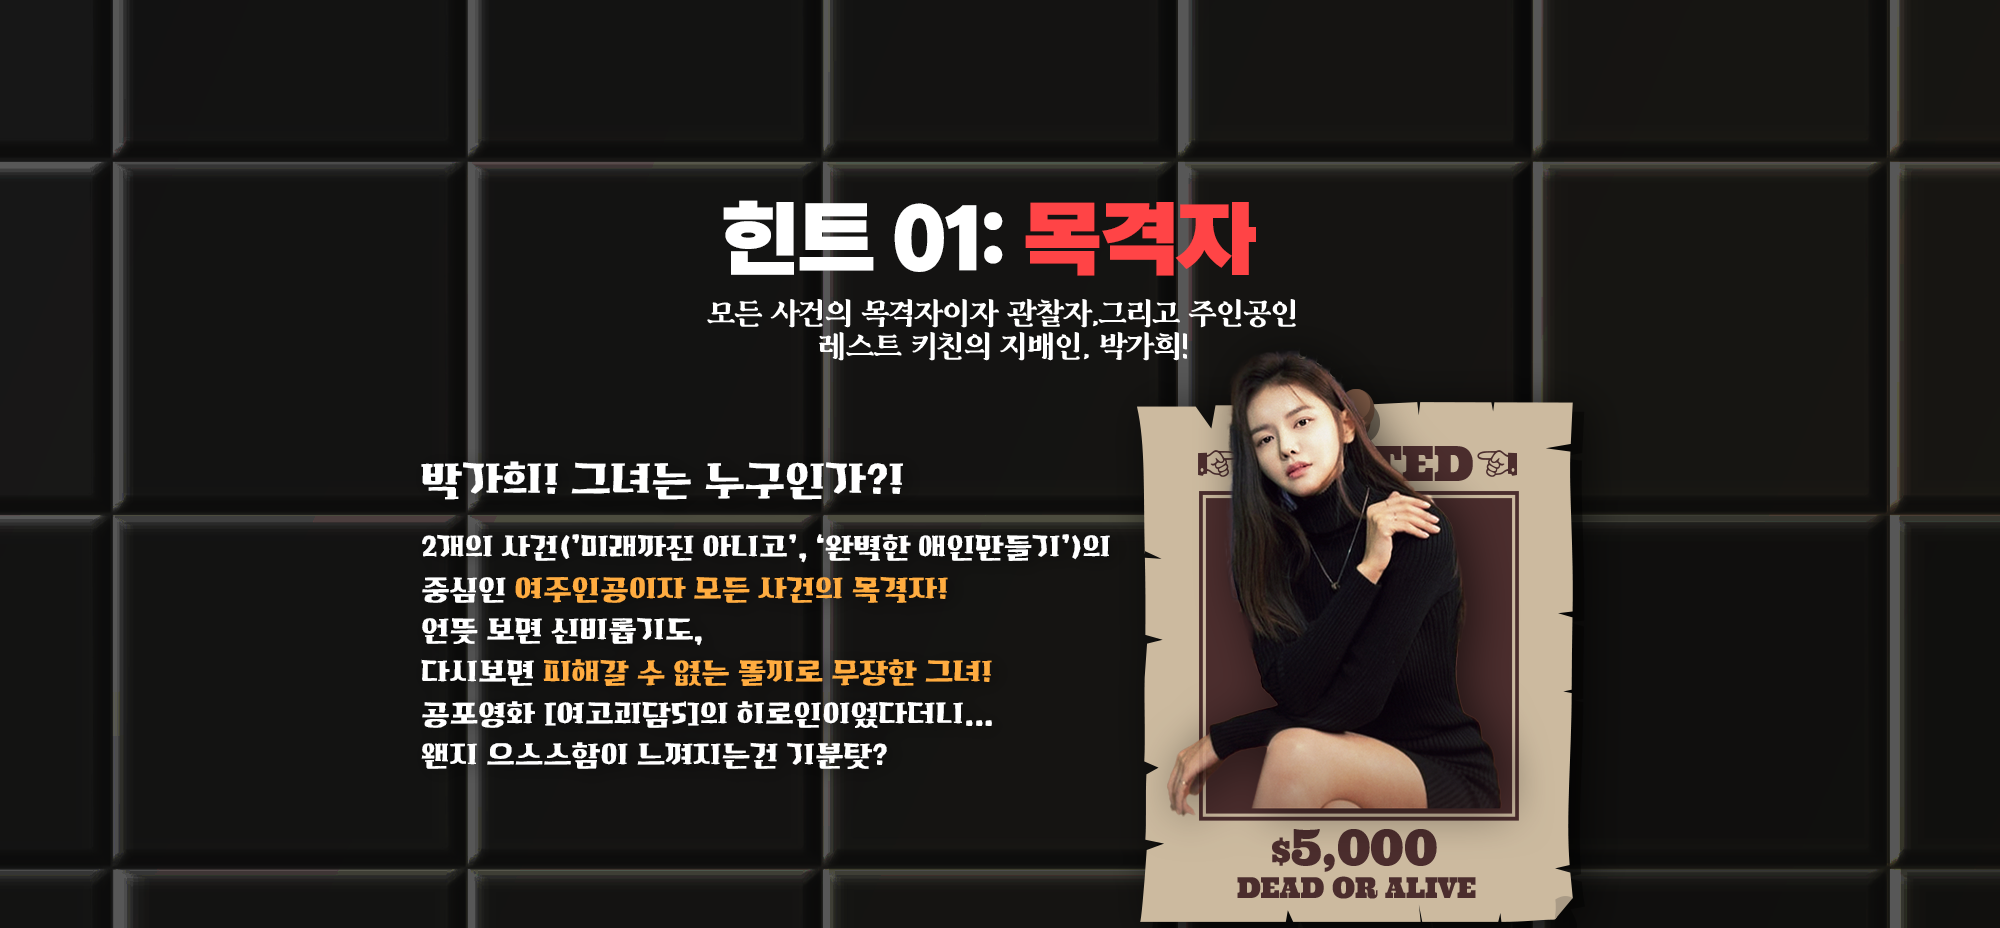 힌트 01: 목격자
모든 사건의 목격자이자 관찰자,그리고 주인공인
레스트 키친의 지배인, 박가희!
박가희! 그녀는 누구인가?!
2개의 사건('미래까진 아니고', '완벽한 애인만들기')의
중심인 여주인공이자 모든 사건의 목격자!
언뜻 보면 신비롭기도,
다시보면 피해갈 수 없는 똘끼로 무장한 그녀!
공포영화 [여고괴담5]의 히로인이었다더니...
왠지 으스스함이 느껴지는건 기분탓?
TED
$5,000
DEAD OR ALIVE